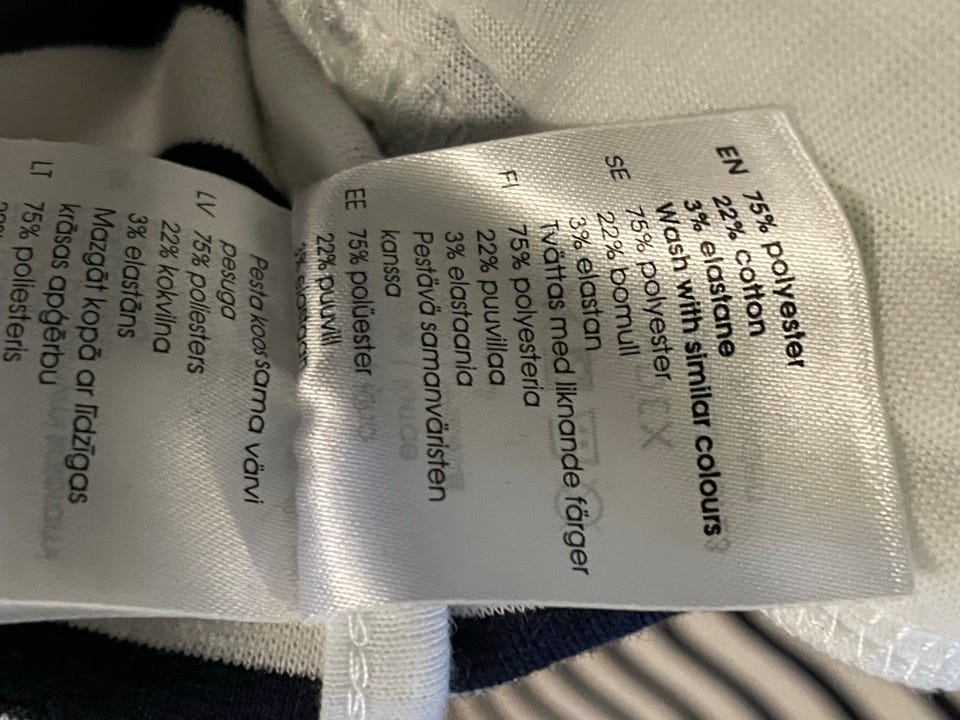 EN 75% polyester
22% cotton
3% elastane
Wash with similar colours
SE 75% polyester
22% bomull
3% elastan
Tvättas med liknande färger
FI 75% polyesteria
22% puuvillaa
3% elastaania
Pestävä samanväristen
kanssa
EE 75% polüester
22% puuvill
3% elastaan
Pesta koos sama värvi
pesuga
LV 75% poliesters
22% kokvilna
3% elastāns
Mazgāt kopā ar līdzīgas
krāsas apģērbu
LT 75% poliesteris